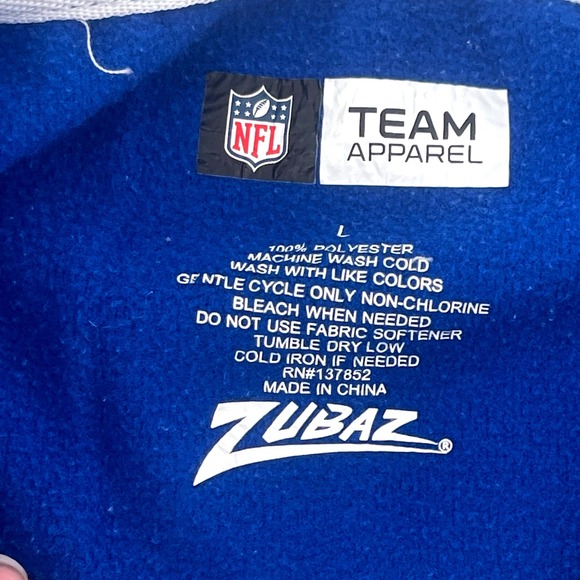 NFL
TEAM
APPAREL
L
100% POLYESTER
MACHINE WASH COLD
WASH WITH LIKE COLORS
GENTLE CYCLE ONLY NON-CHLORINE
BLEACH WHEN NEEDED
DO NOT USE FABRIC SOFTENER
TUMBLE DRY LOW
COLD IRON IF NEEDED
RN#137852
MADE IN CHINA
ZUBAZ®